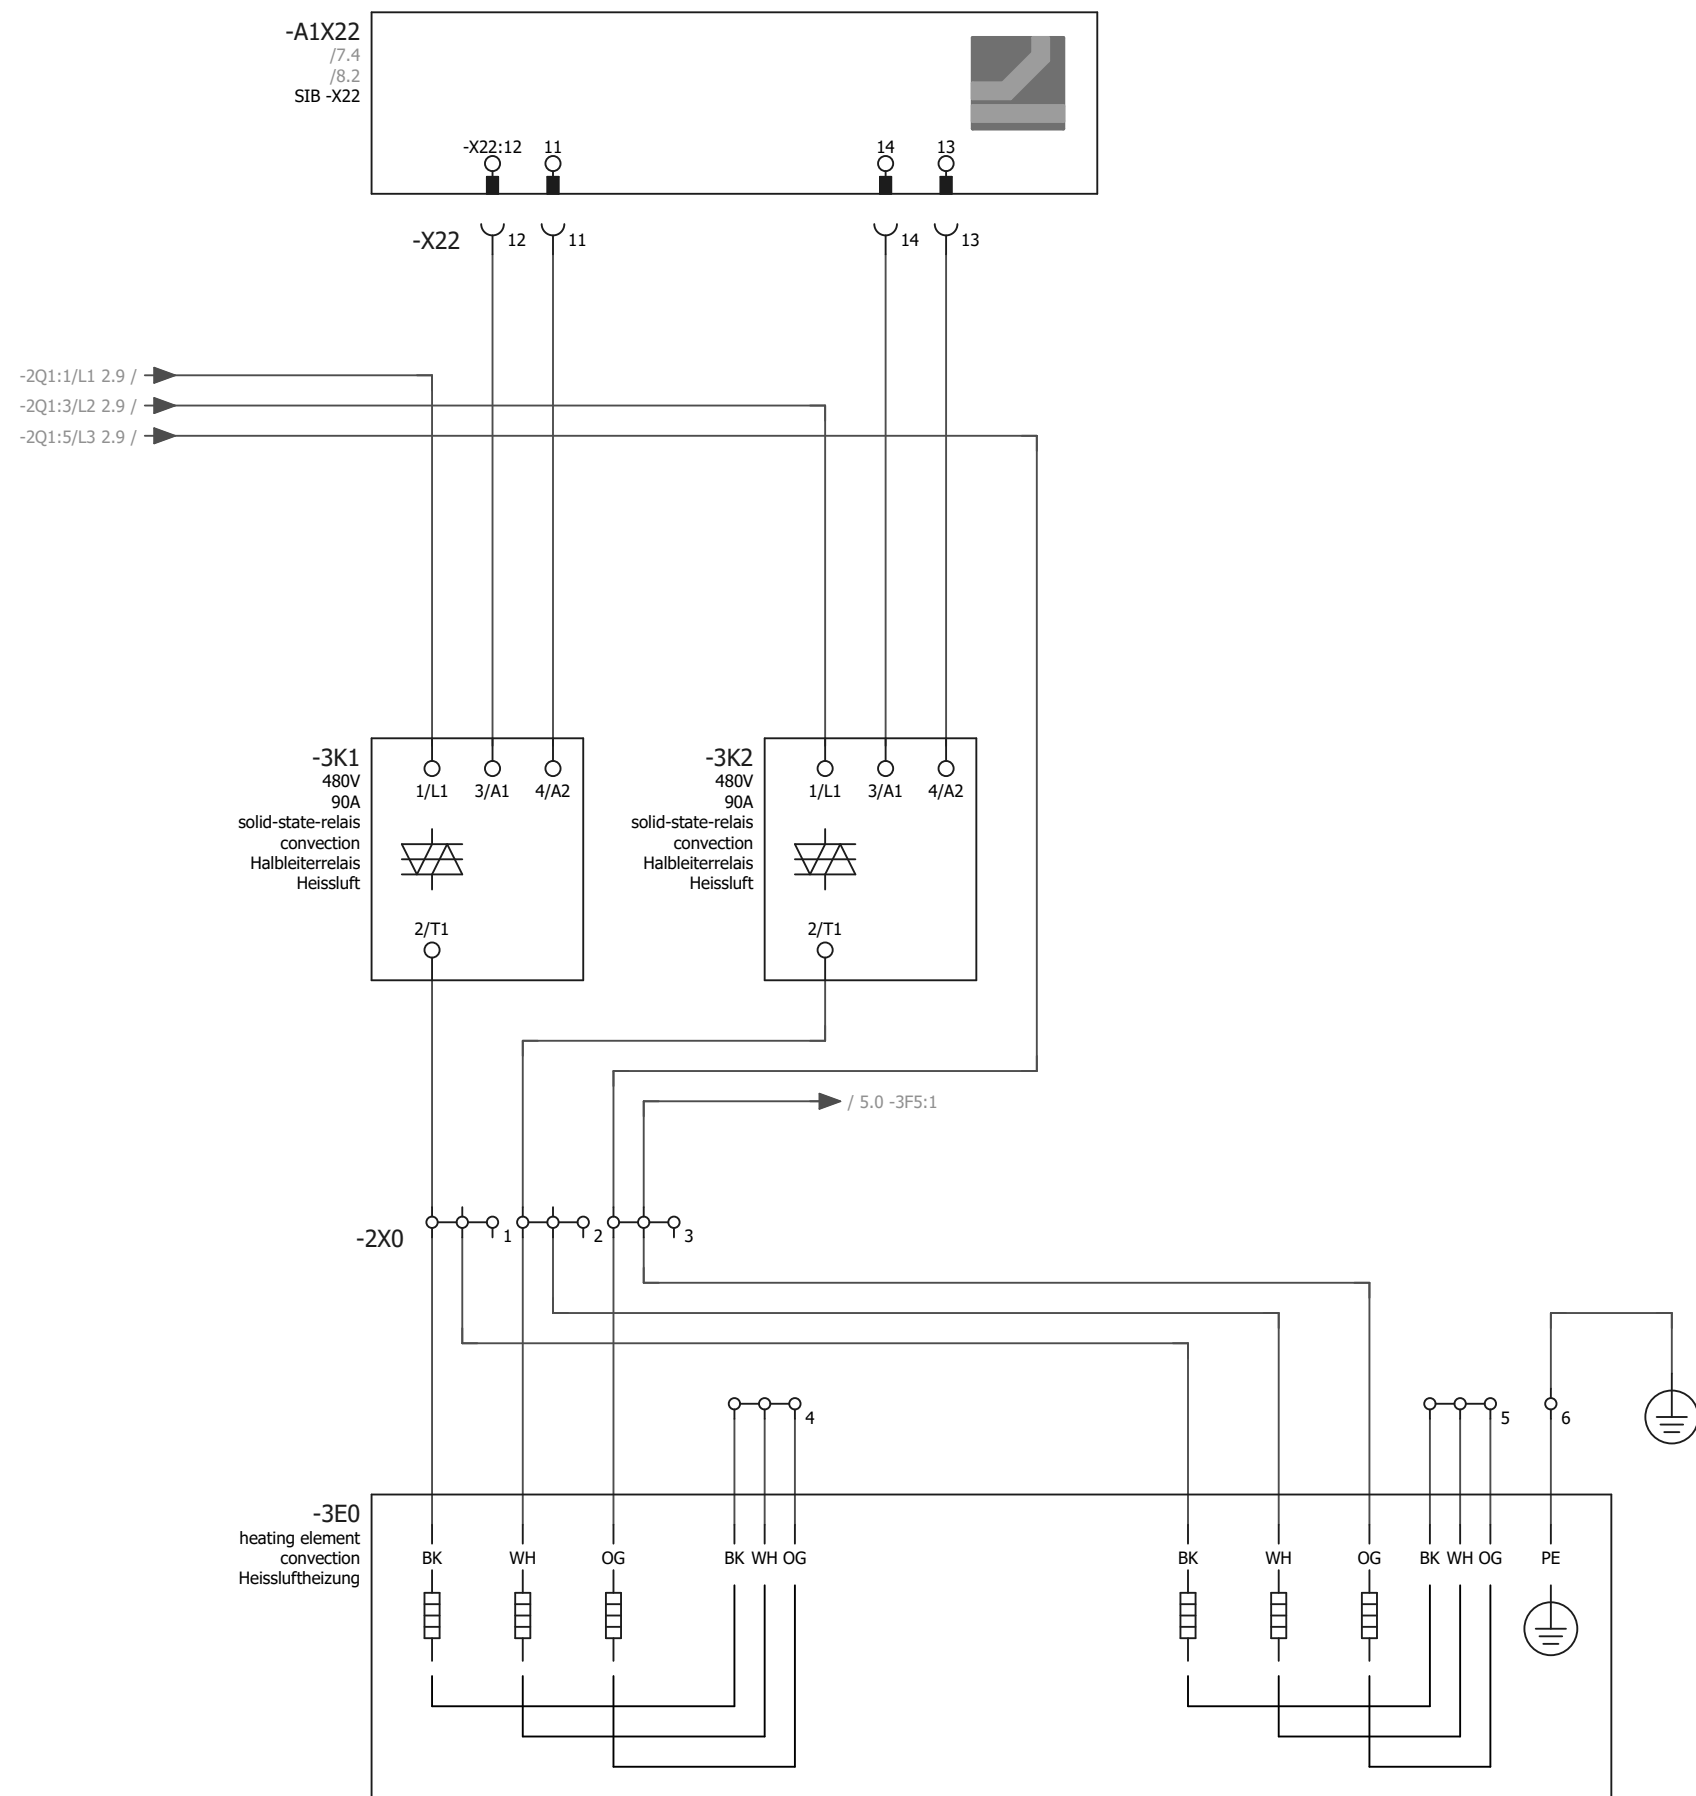 -A1X22
/7.4
/8.2
SIB -X22
-X22:12 11 14 13
-X22 12 11 14 13
-2Q1:1/L1 2.9 /
-2Q1:3/L2 2.9 /
-2Q1:5/L3 2.9 /
-3K1
480V
90A
solid-state-relais
convection
Halbleiterrelais
Heissluft
1/L1 3/A1 4/A2
2/T1
-3K2
480V
90A
solid-state-relais
convection
Halbleiterrelais
Heissluft
1/L1 3/A1 4/A2
2/T1
/ 5.0 -3F5:1
-2X0 1 2 3
4 5 6
-3E0
heating element
convection
Heissluftheizung
BK WH OG BK WH OG BK WH OG BK WH OG PE